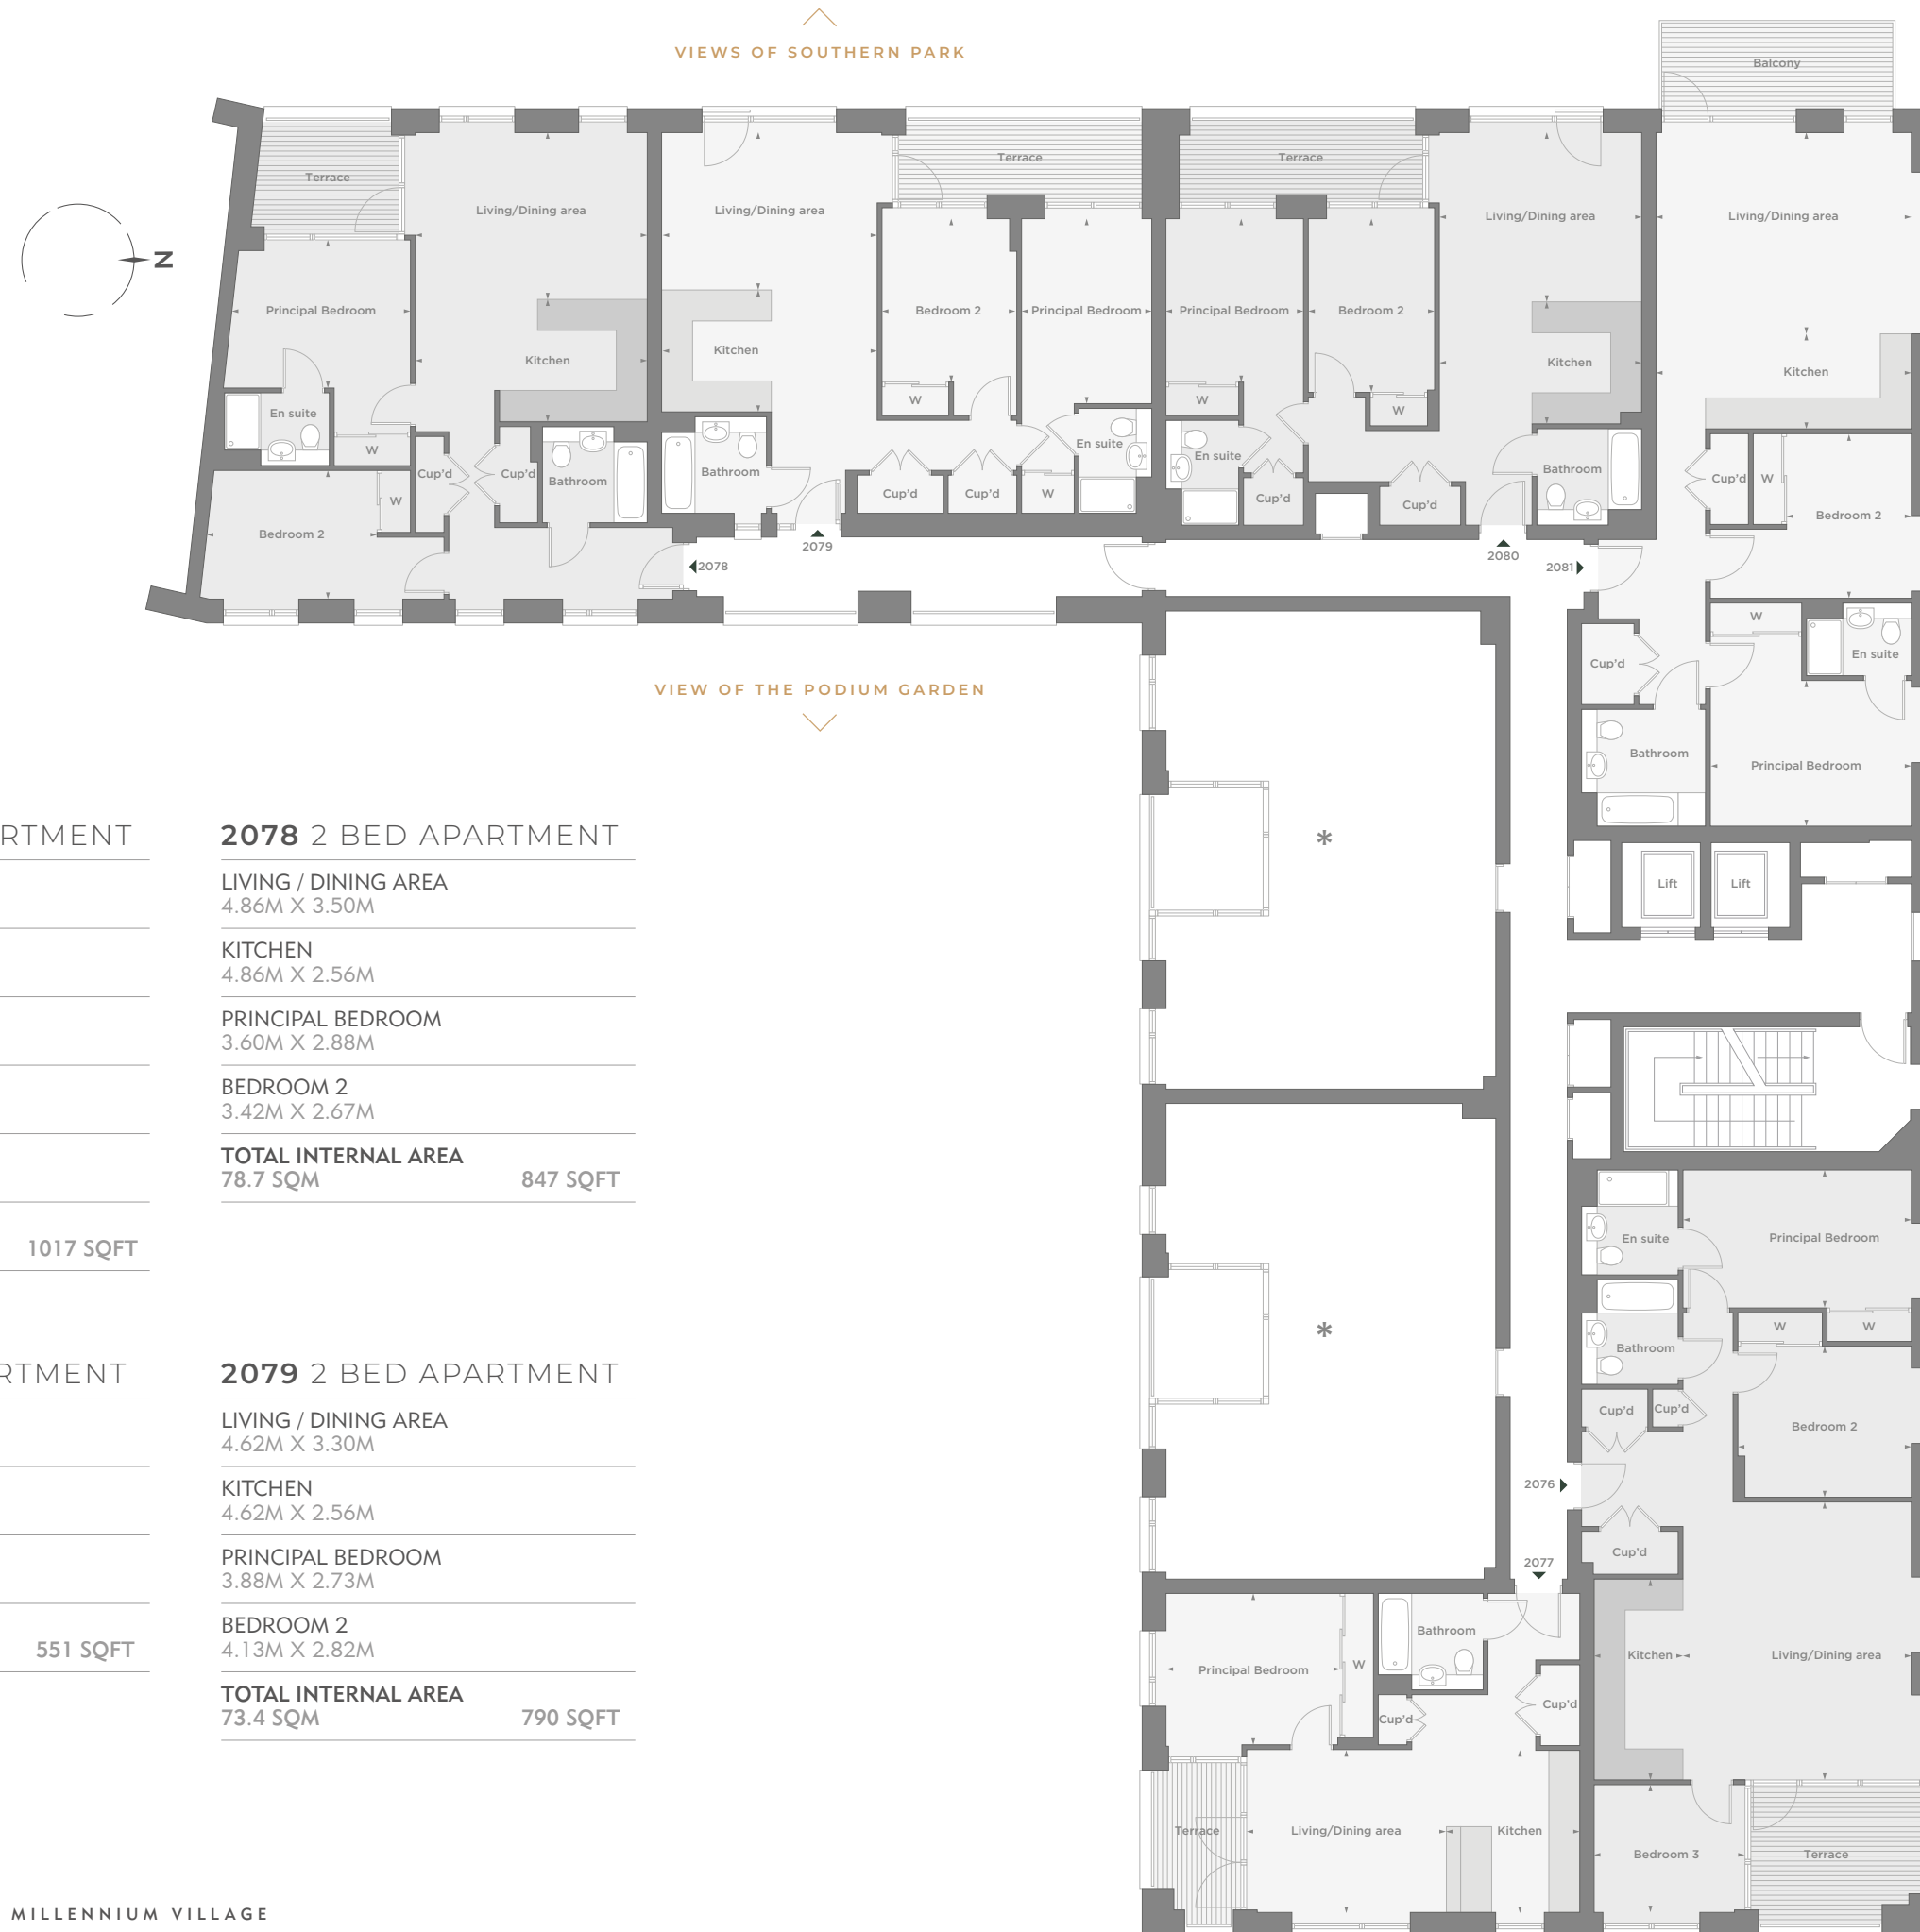 VIEWS OF SOUTHERN PARK
Balcony
Terrace
Terrace
Terrace
Living/Dining area
Living/Dining area
Living/Dining area
Living/Dining area
N
Principal Bedroom
Bedroom 2
Principal Bedroom
Principal Bedroom
Bedroom 2
Kitchen
Kitchen
Kitchen
Kitchen
W
W
En suite
W
Cup'd
Cup'd
Bathroom
Bathroom
En suite
En suite
Bathroom
Cup'd
W
W
Cup'd
Cup'd
W
Cup'd
Cup'd
Bedroom 2
Bedroom 2
2078
2079
2080
2081
W
En suite
Cup'd
Bathroom
Principal Bedroom
VIEW OF THE PODIUM GARDEN
Lift
Lift
*
RTMENT
1017 SQFT
2078 2 BED APARTMENT
LIVING / DINING AREA
4.86M X 3.50M
KITCHEN
4.86M X 2.56M
PRINCIPAL BEDROOM
3.60M X 2.88M
BEDROOM 2
3.42M X 2.67M
TOTAL INTERNAL AREA
78.7 SQM 847 SQFT
En suite
Principal Bedroom
W
W
Bathroom
*
Cup'd
Cup'd
Bedroom 2
2076
Cup'd
2077
RTMENT
551 SQFT
2079 2 BED APARTMENT
LIVING / DINING AREA
4.62M X 3.30M
KITCHEN
4.62M X 2.56M
PRINCIPAL BEDROOM
3.88M X 2.73M
BEDROOM 2
4.13M X 2.82M
TOTAL INTERNAL AREA
73.4 SQM 790 SQFT
Bathroom
Principal Bedroom
W
Kitchen
Living/Dining area
Cup'd
Cup'd
Terrace
Living/Dining area
Kitchen
Bedroom 3
Terrace
MILLENNIUM VILLAGE